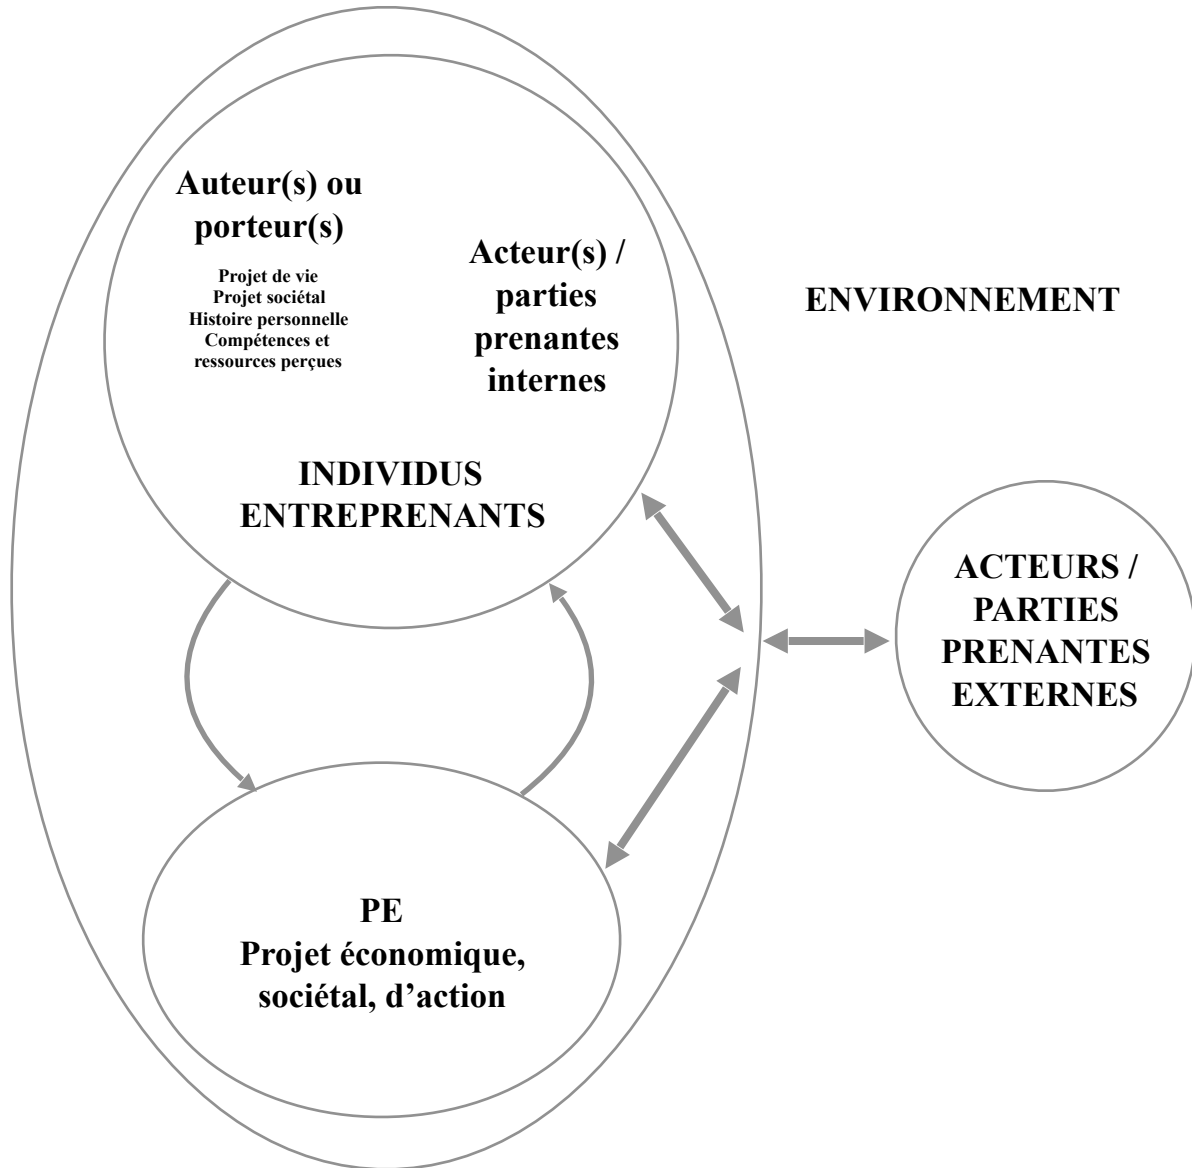 Auteur(s) ou
porteur(s)
Projet de vie
Projet sociétal
Histoire personnelle
Compétences et
ressources perçues
Acteur(s) /
parties
prenantes
internes
INDIVIDUS
ENTREPRENANTS
ENVIRONNEMENT
ACTEURS /
PARTIES
PRENANTES
EXTERNES
PE
Projet économique,
sociétal, d’action